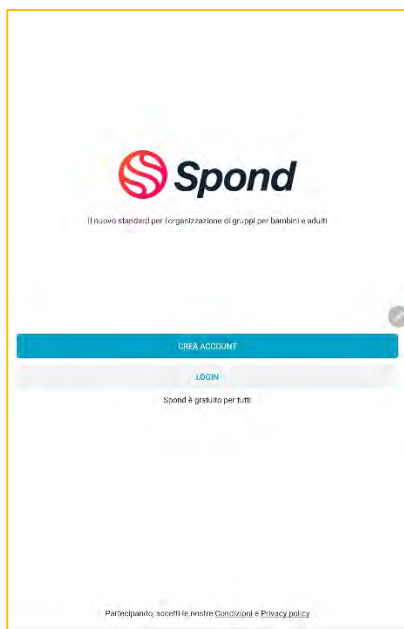 Spond
Il nuovo standard per l'organizzazione di gruppi per bambini e adulti
CREA ACCOUNT
LOGIN
Spond è gratuito per tutti
Partecipando, accetti le nostre Condizioni e Privacy policy